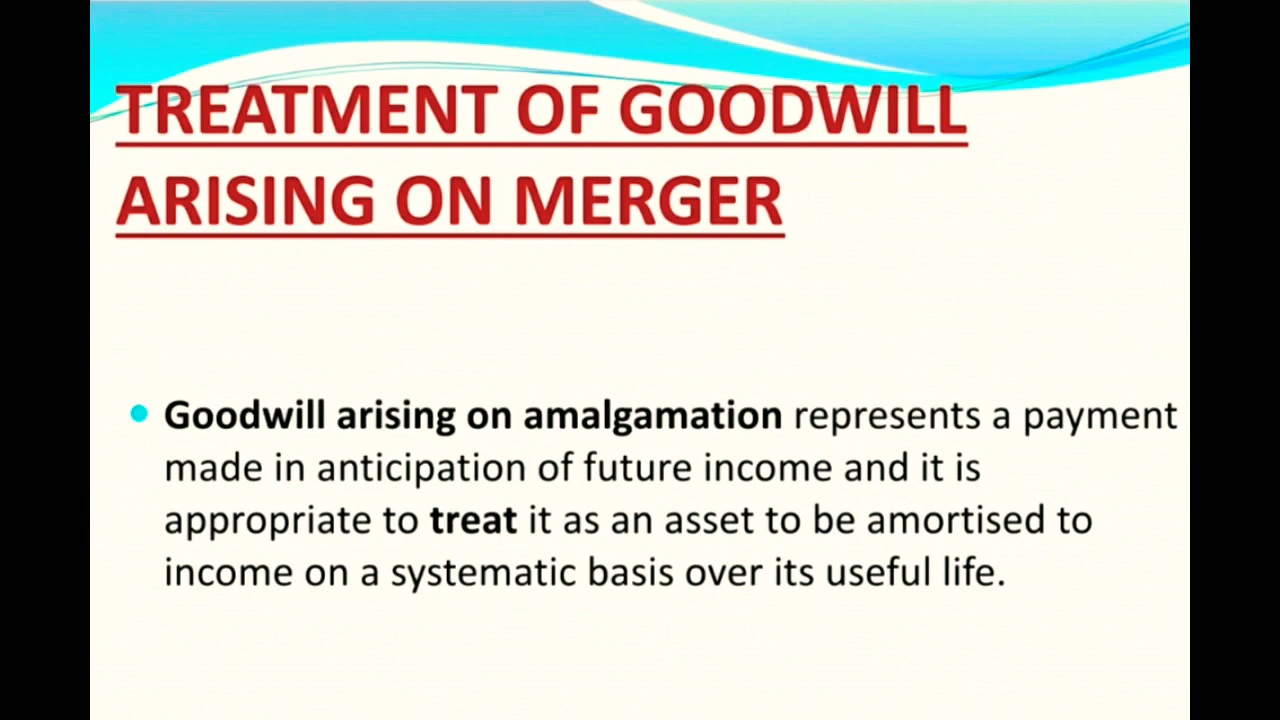 TREATMENT OF GOODWILL
ARISING ON MERGER
Goodwill arising on amalgamation represents a payment
made in anticipation of future income and it is
appropriate to treat it as an asset to be amortised to
income on a systematic basis over its useful life.